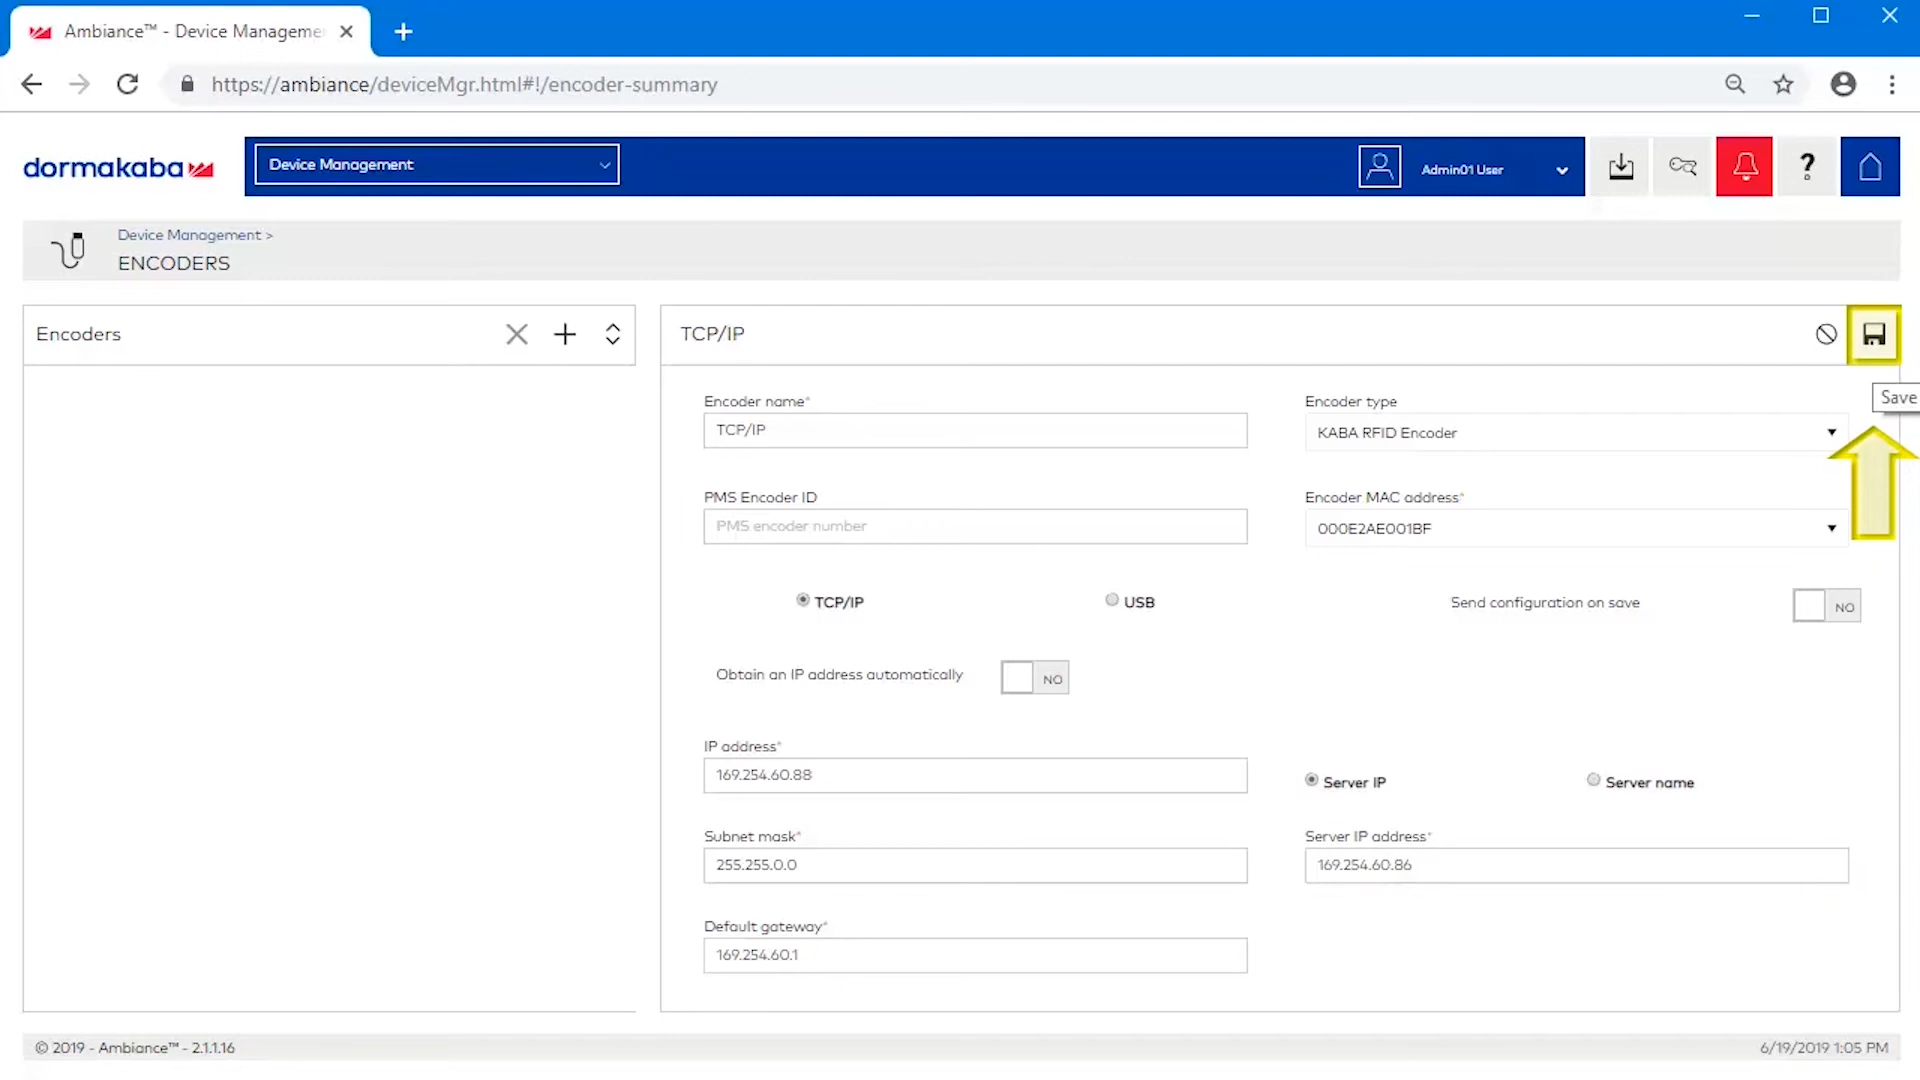 Ambiance™ - Device Manageme
https://ambiance/deviceMgr.html#!/encoder-summary
dormakaba
Device Management
Admin01 User
?
Device Management >
ENCODERS
Encoders
TCP/IP
Save
Encoder name*
TCP/IP
Encoder type
KABA RFID Encoder
PMS Encoder ID
PMS encoder number
Encoder MAC address*
000E2AE001BF
TCP/IP
USB
Send configuration on save
NO
Obtain an IP address automatically
NO
IP address*
169.254.60.88
Server IP
Server name
Subnet mask*
255.255.0.0
Server IP address*
169.254.60.86
Default gateway*
169.254.60.1
© 2019 - Ambiance™ - 2.1.1.16
6/19/2019 1:05 PM